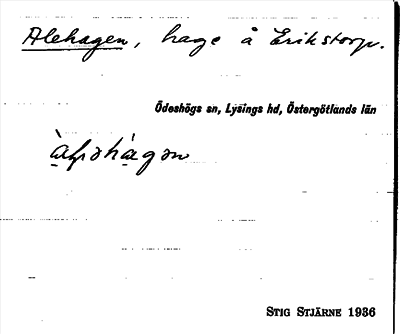 Alehagen, hage å Erikstorp.
Ödeshögs sn, Lysings hd, Östergötlands län
STIG STJÄRNE 1936